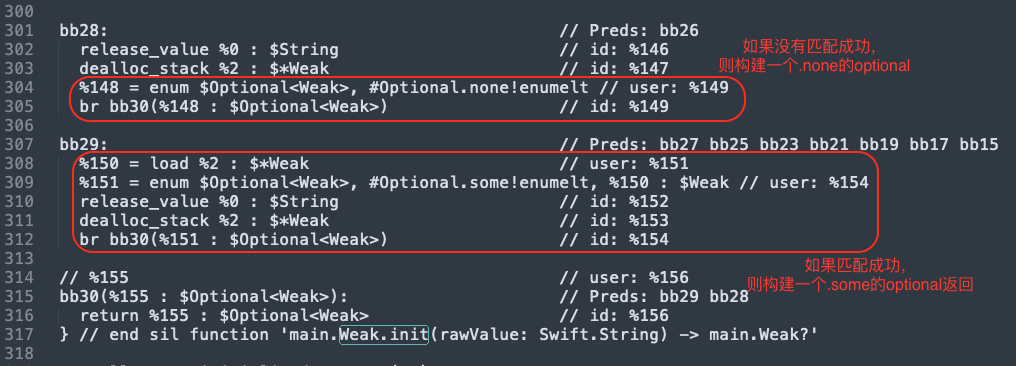 300
301 bb28: // Preds: bb26
302 release_value %0 : $String // id: %146
如果没有匹配成功,
303 dealloc_stack %2 : $*Weak // id: %147
则构建一个.none的optional
304 %148 = enum $Optional<Weak>, #Optional.none!enumelt // user: %149
305 br bb30(%148 : $Optional<Weak>) // id: %149
306
307 bb29: // Preds: bb27 bb25 bb23 bb21 bb19 bb17 bb15
308 %150 = load %2 : $*Weak // user: %151
309 %151 = enum $Optional<Weak>, #Optional.some!enumelt, %150 : $Weak // user: %154
310 release_value %0 : $String // id: %152
311 dealloc_stack %2 : $*Weak // id: %153
312 br bb30(%151 : $Optional<Weak>) // id: %154
313
如果匹配成功,
314 // %155 // user: %156
则构建一个.some的optional返回
315 bb30(%155 : $Optional<Weak>): // Preds: bb29 bb28
316 return %155 : $Optional<Weak> // id: %156
317 } // end sil function 'main.Weak.init(rawValue: Swift.String) -> main.Weak?'
318